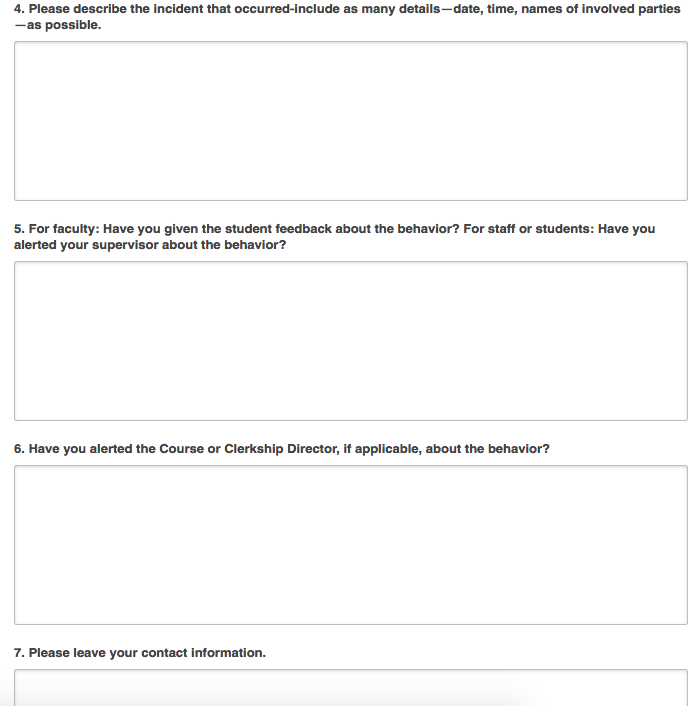 4. Please describe the incident that occurred-include as many details—date, time, names of involved parties
—as possible.
5. For faculty: Have you given the student feedback about the behavior? For staff or students: Have you
alerted your supervisor about the behavior?
6. Have you alerted the Course or Clerkship Director, if applicable, about the behavior?
7. Please leave your contact information.